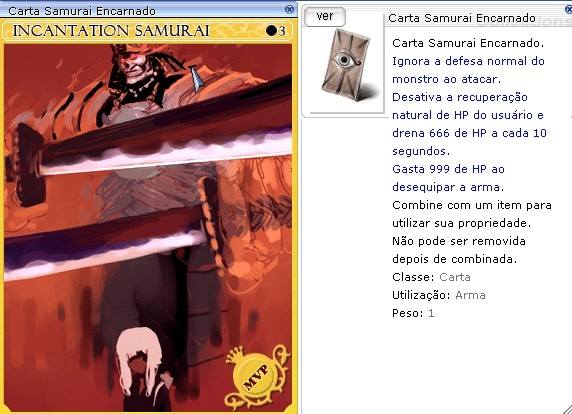 Carta Samurai Encarnado
INCANTATION SAMURAI
3
MVP
ver
Carta Samurai Encarnado
Carta Samurai Encarnado.
Ignora a defesa normal do
monstro ao atacar.
Desativa a recuperação
natural de HP do usuário e
drena 666 de HP a cada 10
segundos.
Gasta 999 de HP ao
desequipar a arma.
Combine com um item para
utilizar sua propriedade.
Não pode ser removida
depois de combinada.
Classe: Carta
Utilização: Arma
Peso: 1